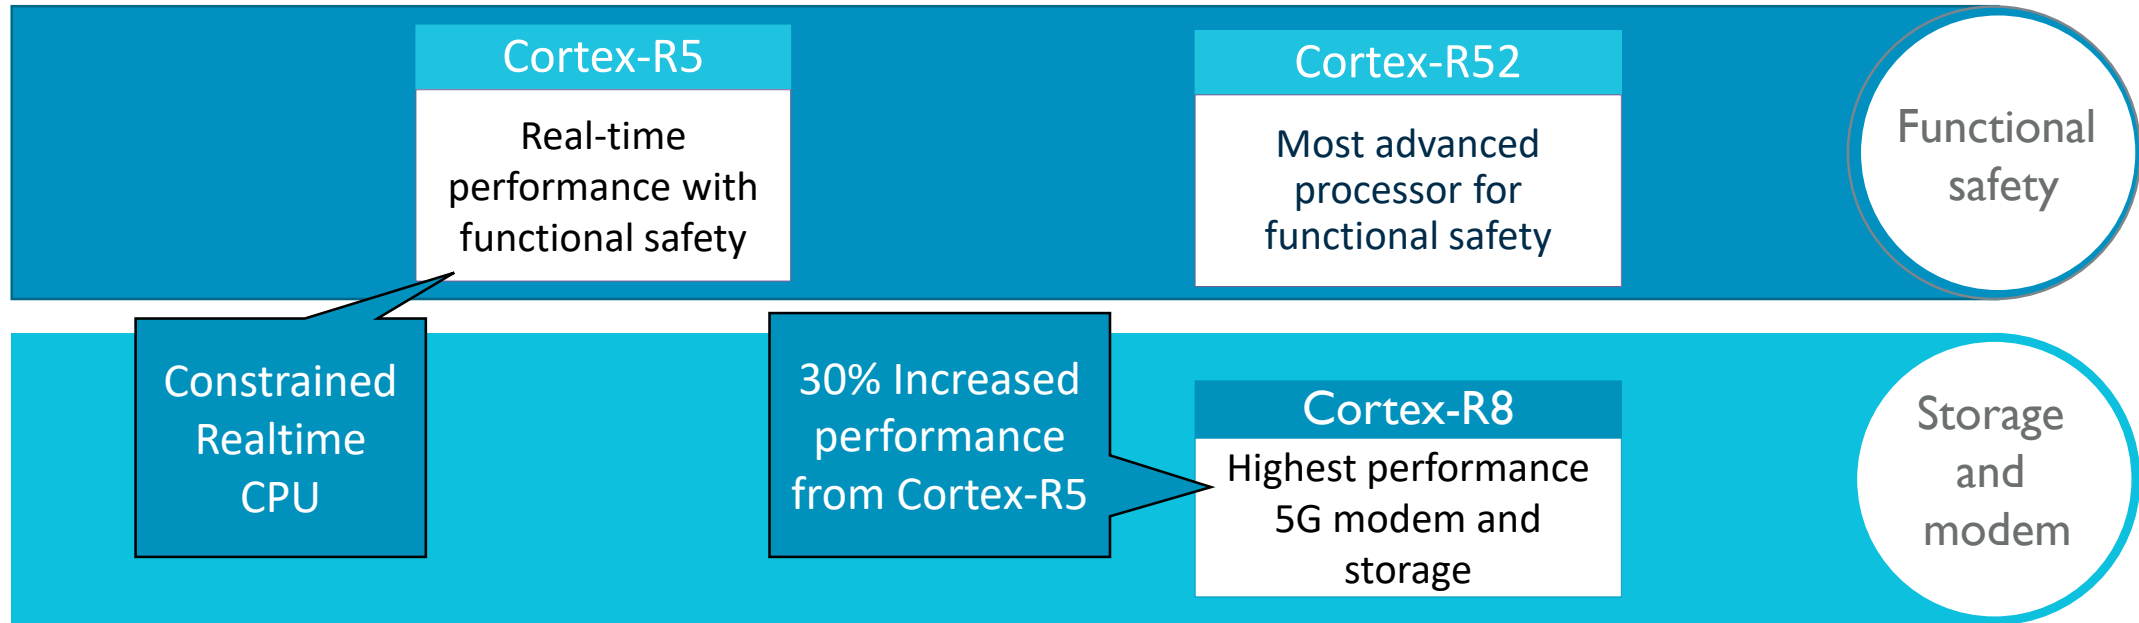 Cortex-R5
Real-time
performance with
functional safety
Cortex-R52
Most advanced
processor for
functional safety
Functional
safety
Constrained
Realtime
CPU
30% Increased
performance
from Cortex-R5
Cortex-R8
Highest performance
5G modem and
storage
Storage
and
modem